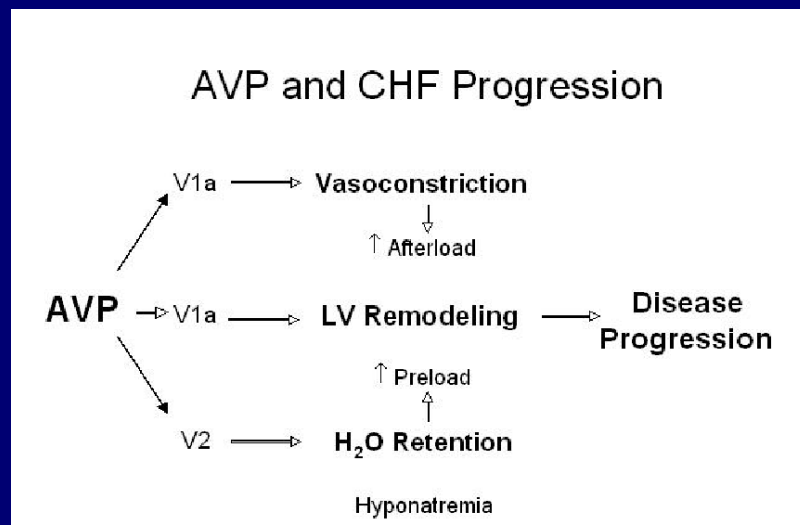 AVP and CHF Progression
V1a Vasoconstriction
↑ Afterload
AVP V1a LV Remodeling Disease Progression
↑ Preload
V2 H₂O Retention
Hyponatremia